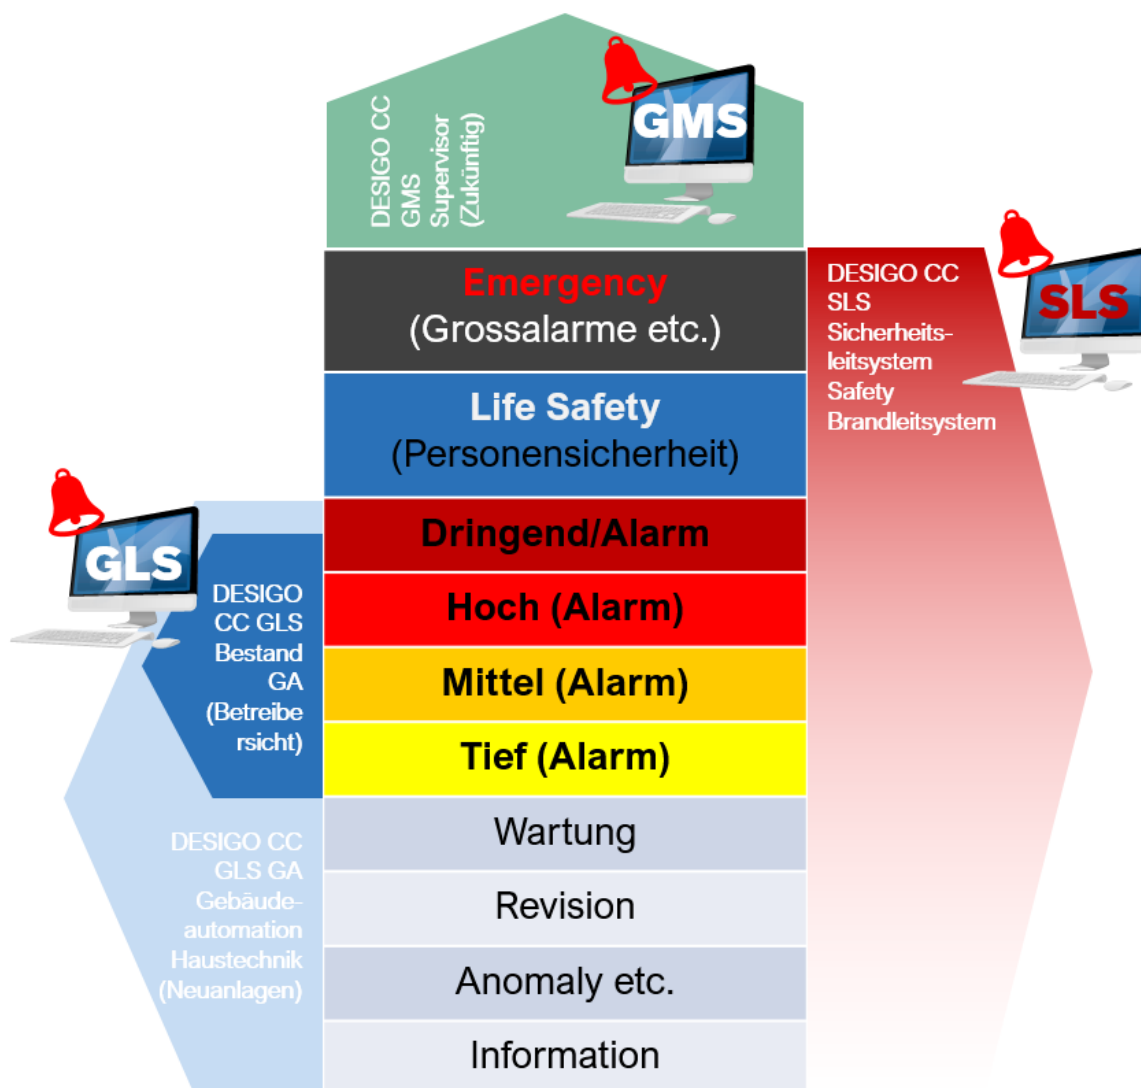 DESIGO CC
GMS
Supervisor
(Zukünftig)
GMS
Emergency
(Grossalarme etc.)
Life Safety
(Personensicherheit)
Dringend/Alarm
Hoch (Alarm)
Mittel (Alarm)
Tief (Alarm)
Wartung
Revision
Anomaly etc.
Information
DESIGO CC
SLS
Sicherheits-
leitsystem
Safety
Brandleitsystem
SLS
GLS
DESIGO
CC GLS
Bestand
GA
(Betreibe
rsicht)
DESIGO CC
GLS GA
Gebäude-
automation
Haustechnik
(Neuanlagen)